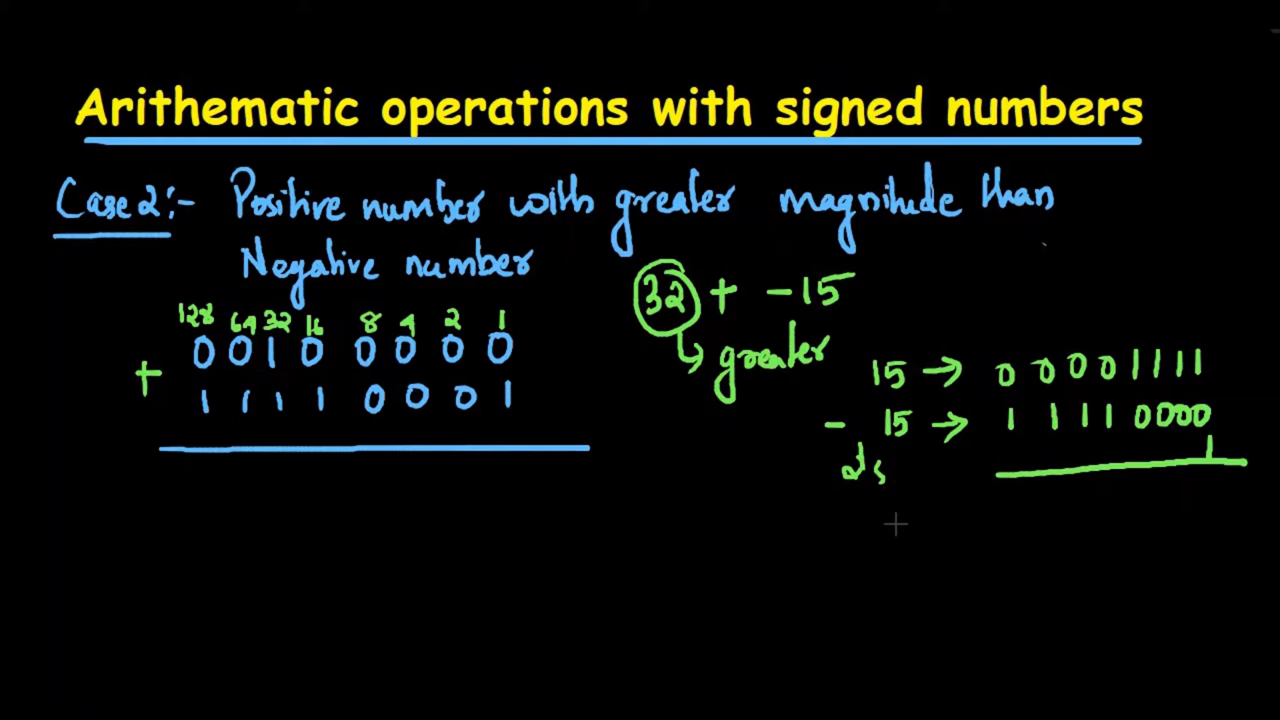 Arithematic operations with signed numbers
Case 2:- Positive number with greater magnitude than
Negative number
32 + -15
greater
128 64 32 16 8 4 2 1
0 0 1 0 0 0 0 0
+
1 1 1 1 0 0 0 1
15 → 0 0 0 0 1 1 1 1
- 15 → 1 1 1 1 0 0 0 0
2's 1